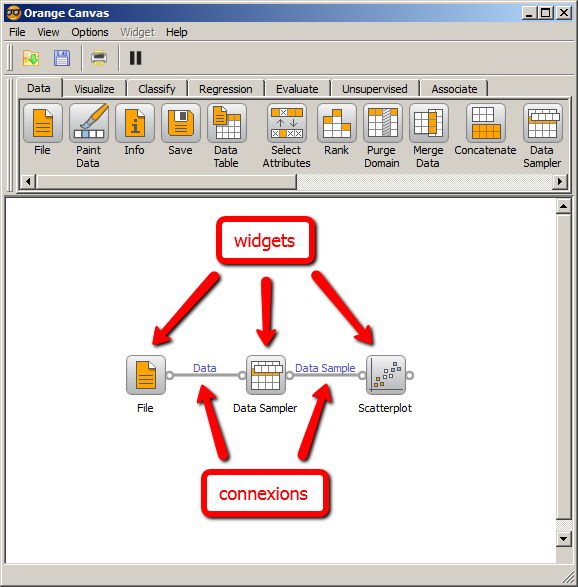 Orange Canvas
File View Options Widget Help
Data Visualize Classify Regression Evaluate Unsupervised Associate
File Paint Data Info Save Data Table Select Attributes Rank Purge Domain Merge Data Concatenate Data Sampler
widgets
Data Data Sample
File Data Sampler Scatterplot
connexions